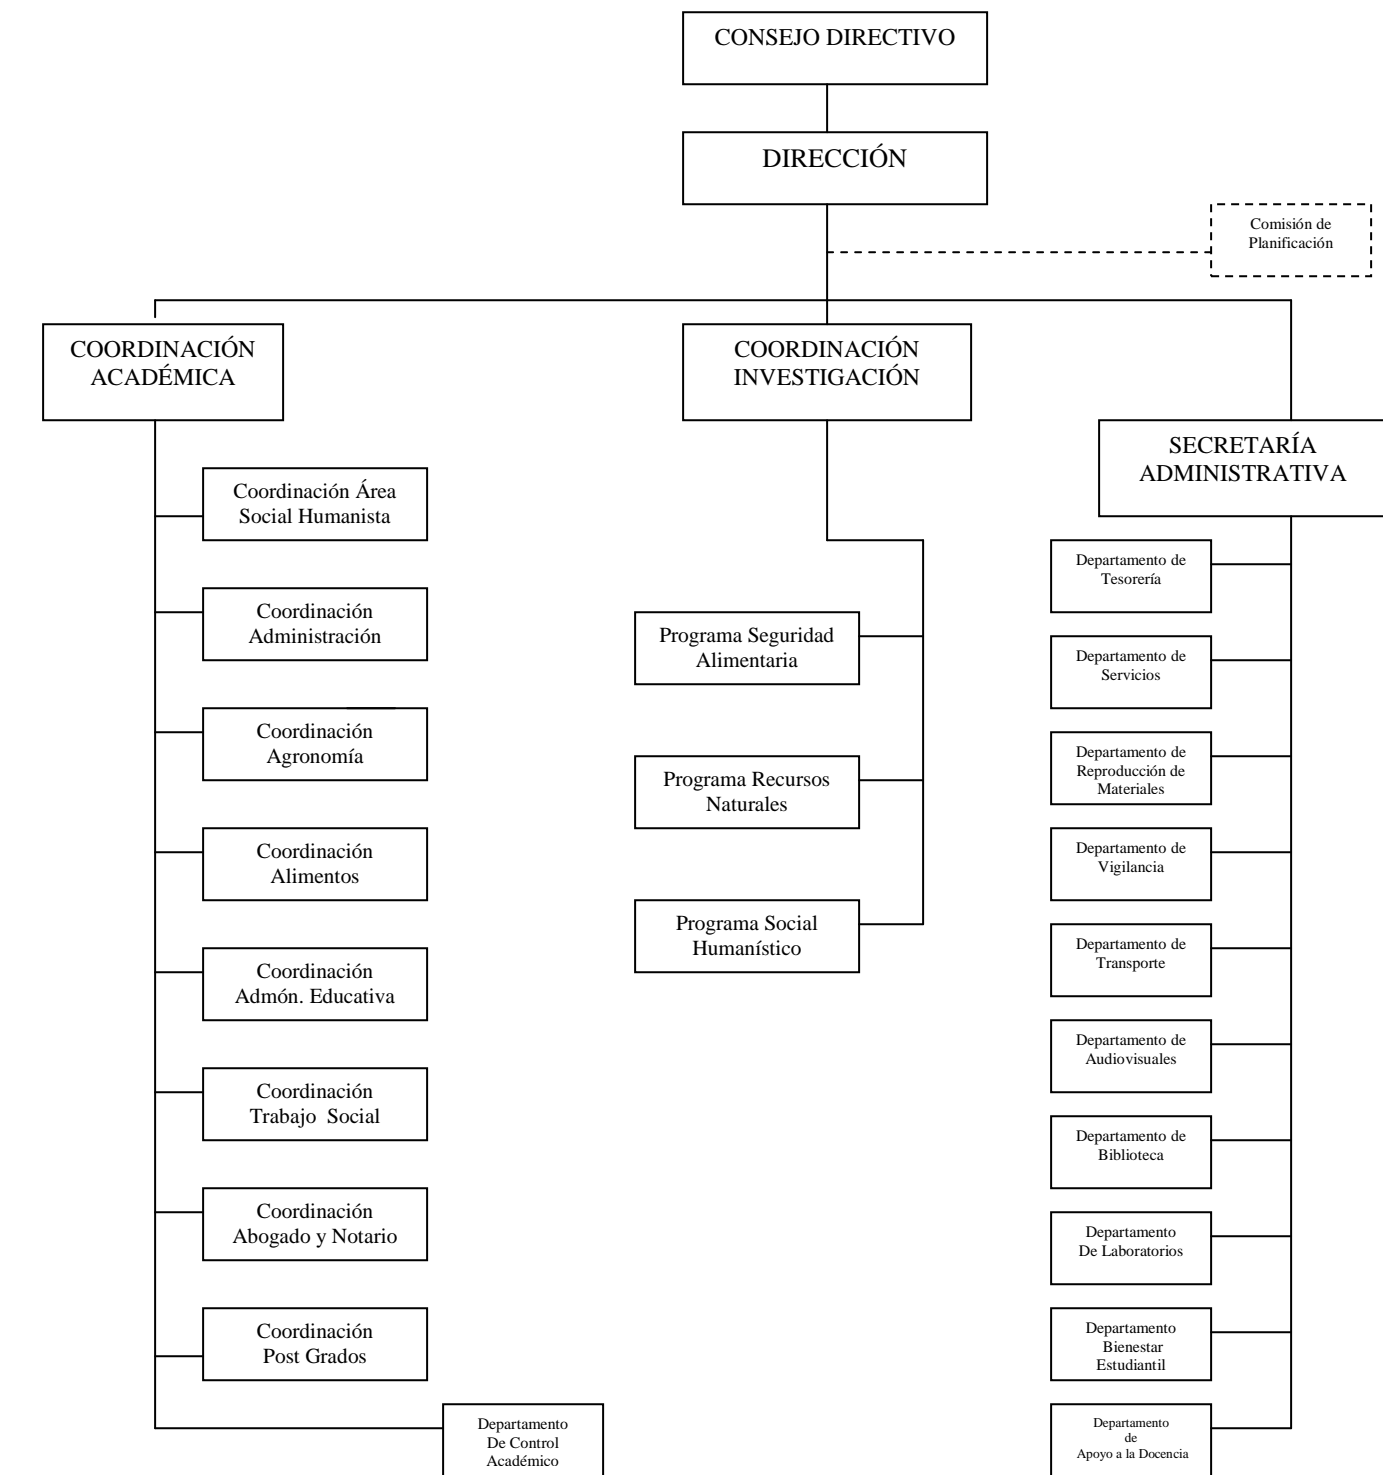 CONSEJO DIRECTIVO
DIRECCIÓN
Comisión de
Planificación
COORDINACIÓN
ACADÉMICA
COORDINACIÓN
INVESTIGACIÓN
SECRETARÍA
ADMINISTRATIVA
Coordinación Área
Social Humanista
Coordinación
Administración
Coordinación
Agronomía
Coordinación
Alimentos
Coordinación
Admón. Educativa
Coordinación
Trabajo  Social
Coordinación
Abogado y Notario
Coordinación
Post Grados
Departamento
De Control
Académico
Programa Seguridad
Alimentaria
Programa Recursos
Naturales
Programa Social
Humanístico
Departamento de
Tesorería
Departamento de
Servicios
Departamento de
Reproducción de
Materiales
Departamento de
Vigilancia
Departamento de
Transporte
Departamento de
Audiovisuales
Departamento de
Biblioteca
Departamento
De Laboratorios
Departamento
Bienestar
Estudiantil
Departamento
de
Apoyo a la Docencia